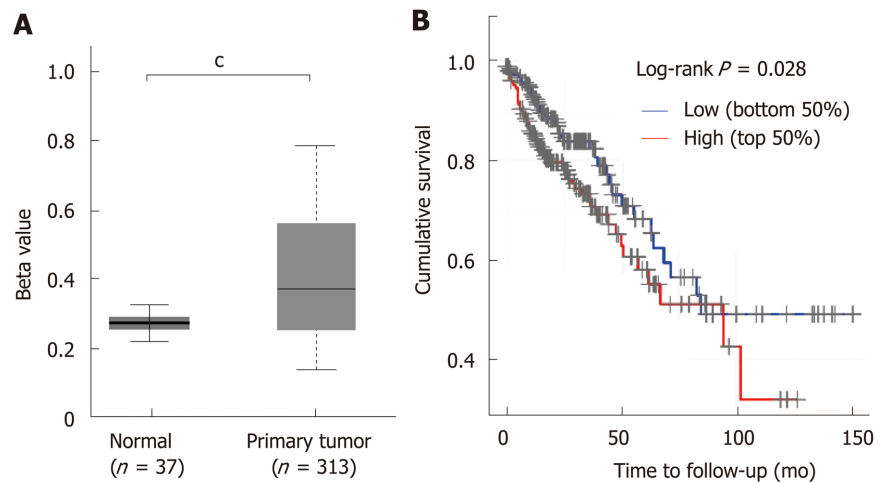 A
c
1.0
0.8
0.6
0.4
0.2
0
Beta value
Normal
(n = 37)
Primary tumor
(n = 313)
B
Log-rank P = 0.028
Low (bottom 50%)
High (top 50%)
1.0
0.8
0.6
0.4
Cumulative survival
0
50
100
150
Time to follow-up (mo)